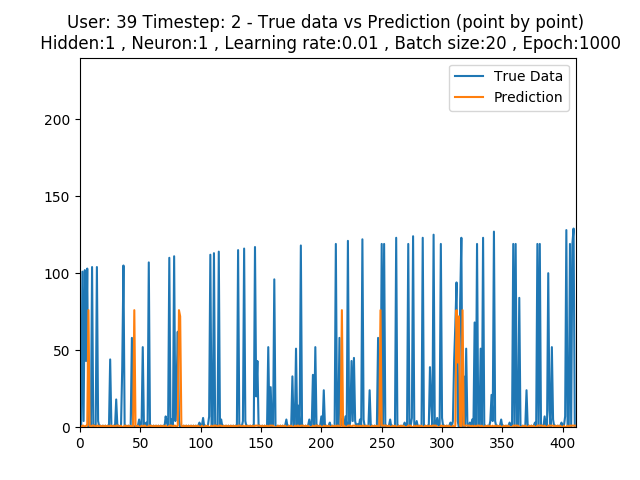 User: 39 Timestep: 2 - True data vs Prediction (point by point)
Hidden:1 , Neuron:1 , Learning rate:0.01 , Batch size:20 , Epoch:1000
True Data
Prediction
200
150
100
50
0
0 50 100 150 200 250 300 350 400